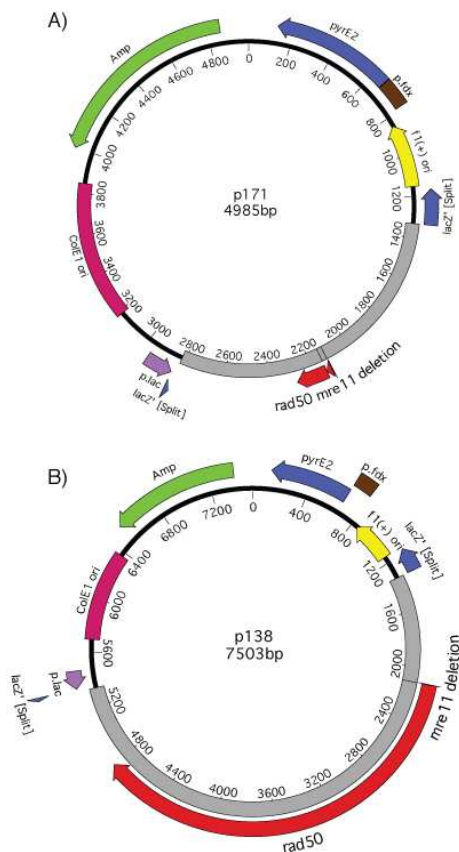 A)
Amp
pyrE2
p.fdx
f1(+) ori
lacZ' [Split]
0
200
400
600
800
1000
1200
1400
1600
1800
2000
2200
2400
2600
2800
3000
3200
3400
3600
3800
4000
4200
4400
4600
4800
p171
4985bp
ColE1 ori
p.lac
lacZ' [Split]
rad50 mre11 deletion
B)
Amp
pyrE2
p.fdx
f1(+) ori
lacZ' [Split]
0
400
800
1200
1600
2000
2400
2800
3200
3600
4000
4400
4800
5200
5600
6000
6400
6800
7200
p138
7503bp
ColE1 ori
p.lac
lacZ' [Split]
mre11 deletion
rad50